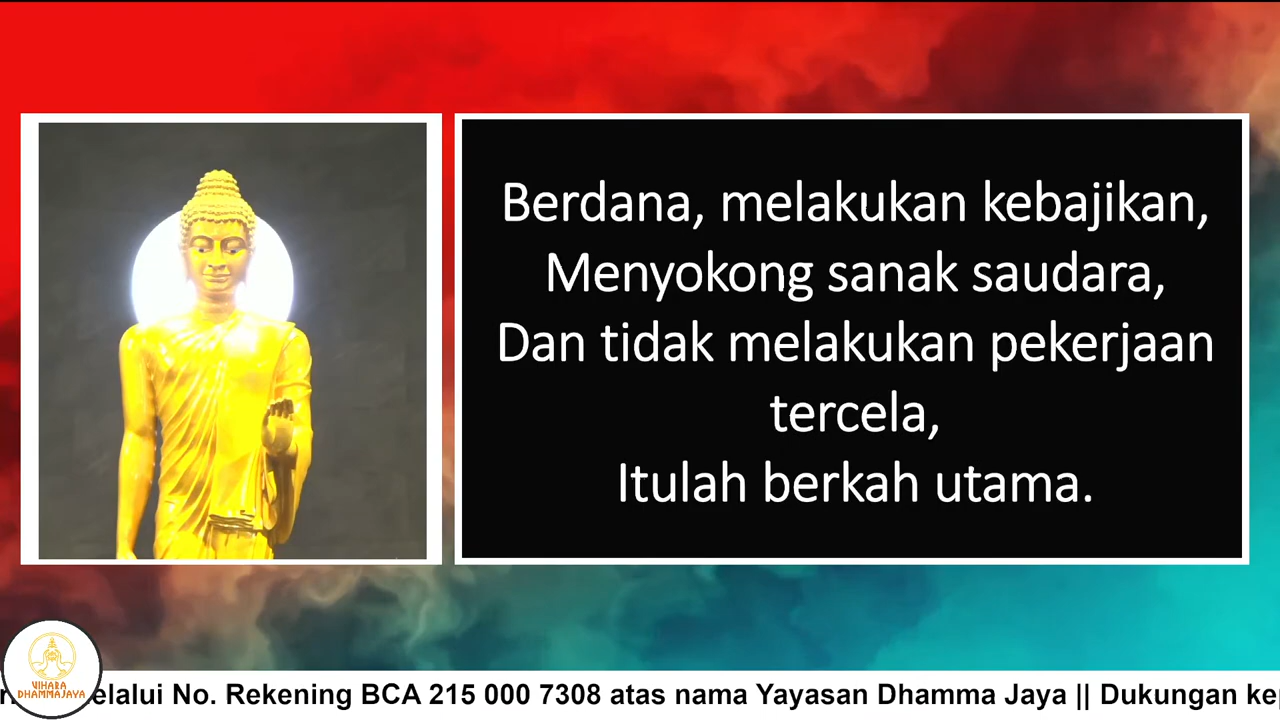 Berdana, melakukan kebajikan,
Menyokong sanak saudara,
Dan tidak melakukan pekerjaan
tercela,
Itulah berkah utama.
VIHARA
DHAMMAJAYA
elalui No. Rekening BCA 215 000 7308 atas nama Yayasan Dhamma Jaya || Dukungan kep